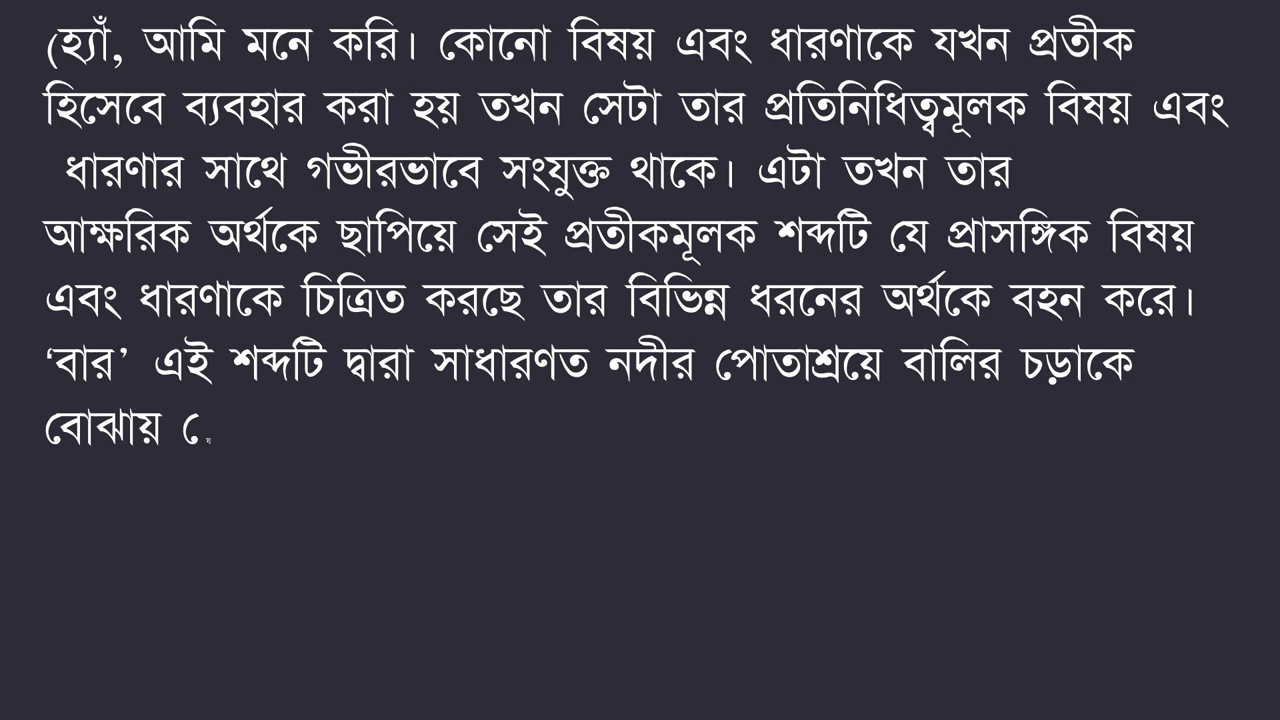 (হ্যাঁ, আমি মনে করি। কোনো বিষয় এবং ধারণাকে যখন প্রতীক
হিসেবে ব্যবহার করা হয় তখন সেটা তার প্রতিনিধিত্বমূলক বিষয় এবং
ধারণার সাথে গভীরভাবে সংযুক্ত থাকে। এটা তখন তার
আক্ষরিক অর্থকে ছাপিয়ে সেই প্রতীকমূলক শব্দটি যে প্রাসঙ্গিক বিষয়
এবং ধারণাকে চিত্রিত করছে তার বিভিন্ন ধরনের অর্থকে বহন করে।
‘বার’ এই শব্দটি দ্বারা সাধারণত নদীর পোতাশ্রয়ে বালির চড়াকে
বোঝায়